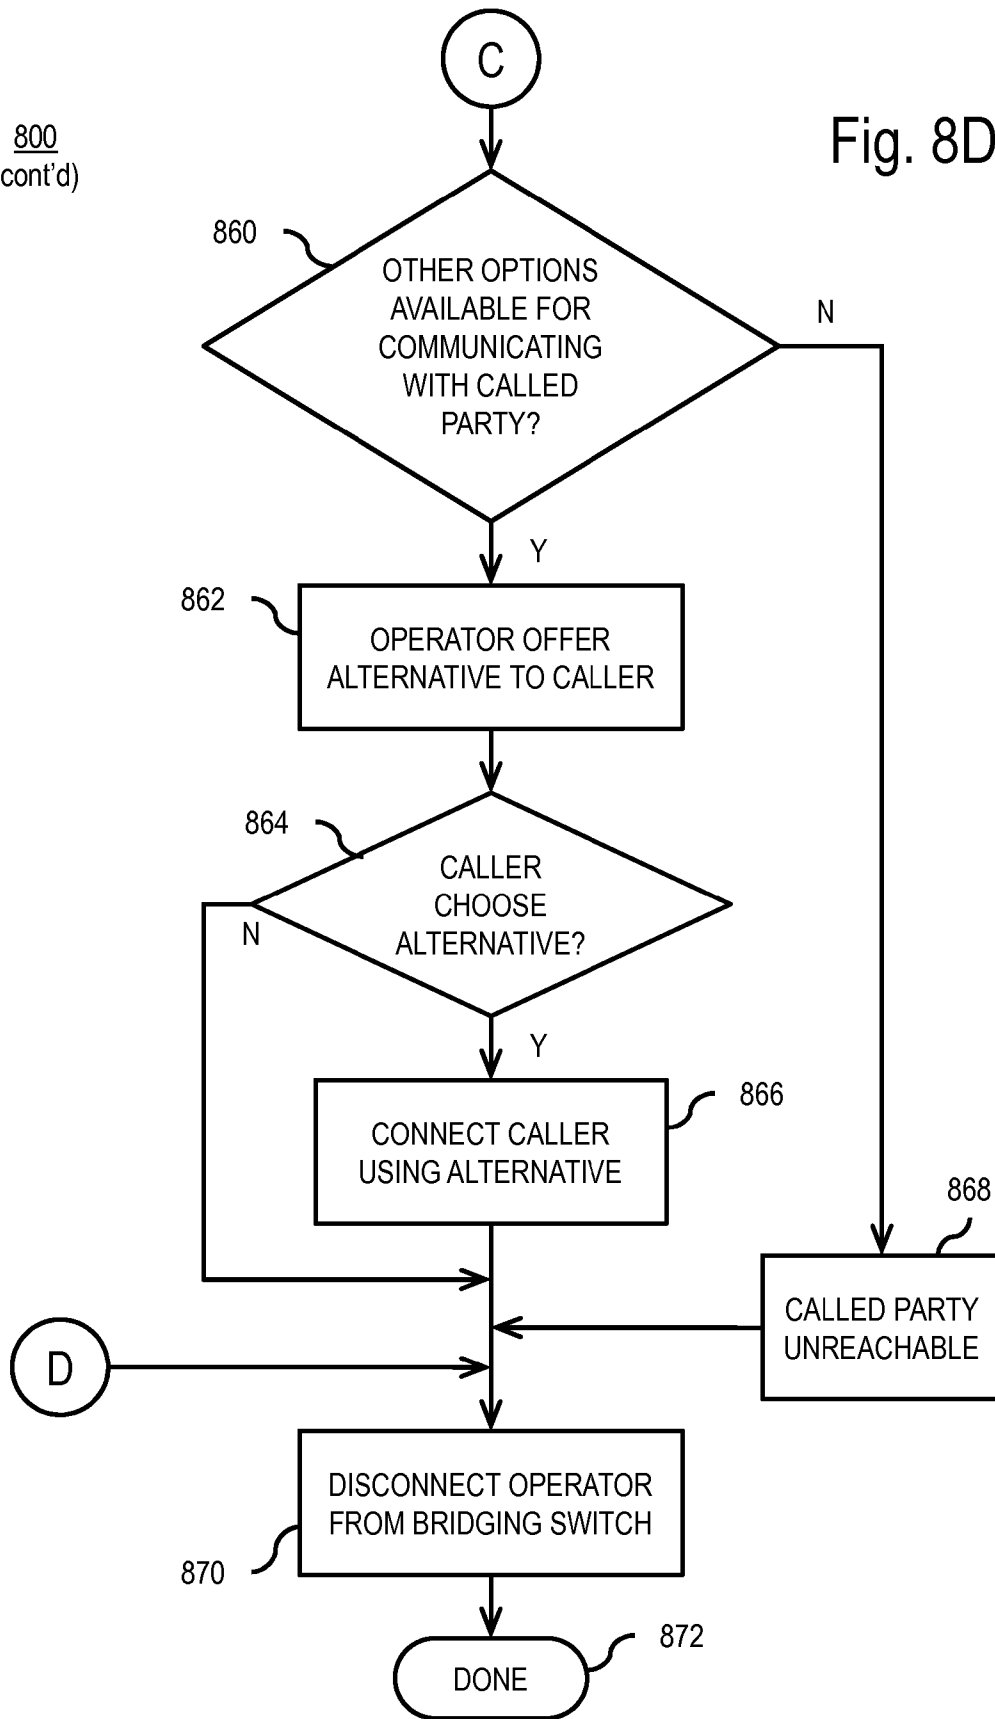 C
800
cont'd)
Fig. 8D
860
OTHER OPTIONS
AVAILABLE FOR
COMMUNICATING
WITH CALLED
PARTY?
N
Y
862
OPERATOR OFFER
ALTERNATIVE TO CALLER
864
CALLER
CHOOSE
ALTERNATIVE?
N
Y
866
CONNECT CALLER
USING ALTERNATIVE
868
CALLED PARTY
UNREACHABLE
D
DISCONNECT OPERATOR
FROM BRIDGING SWITCH
870
872
DONE